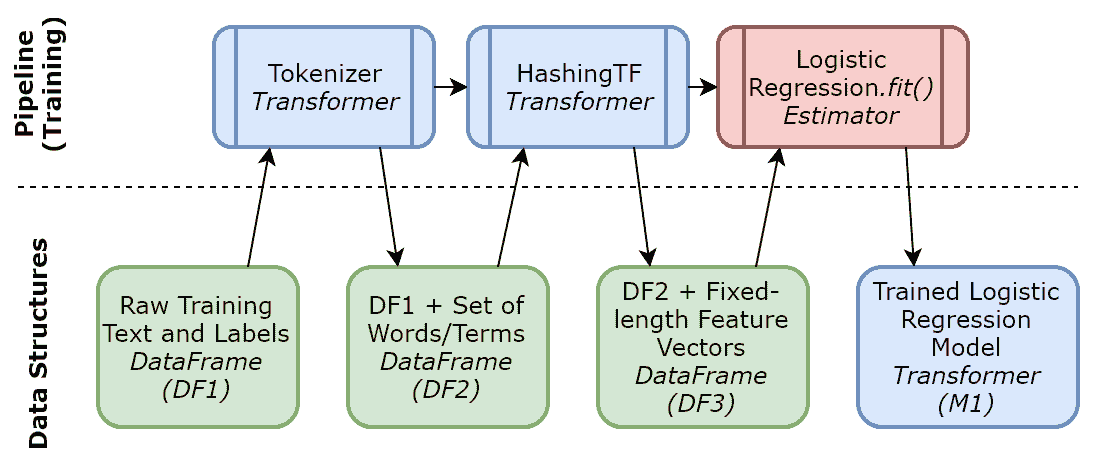 Pipeline
(Training)
Tokenizer
Transformer
HashingTF
Transformer
Logistic
Regression.fit()
Estimator
Data Structures
Raw Training
Text and Labels
DataFrame
(DF1)
DF1 + Set of
Words/Terms
DataFrame
(DF2)
DF2 + Fixed-
length Feature
Vectors
DataFrame
(DF3)
Trained Logistic
Regression
Model
Transformer
(M1)